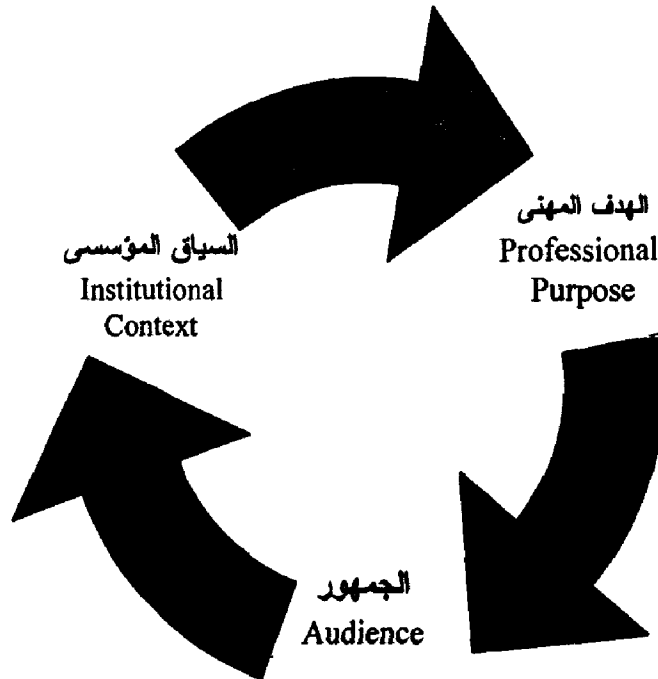 الهدف المهنى
Professional
Purpose
السياق المؤسسى
Institutional
Context
الجمهور
Audience